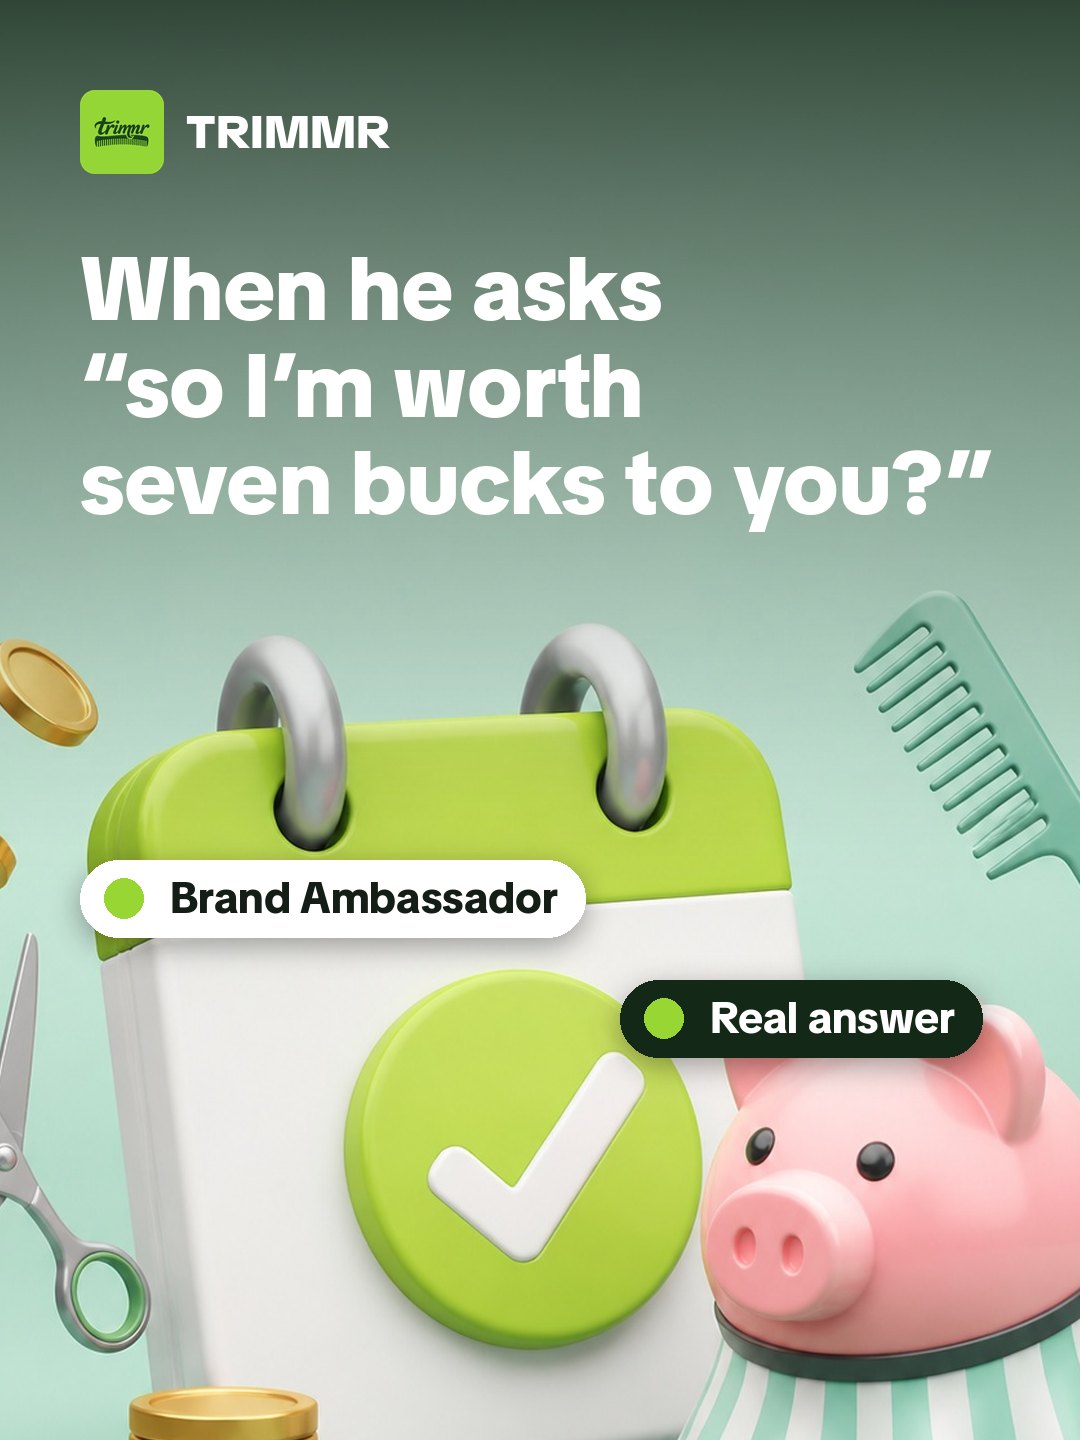 trimmr
TRIMMR
When he asks
“so I’m worth
seven bucks to you?”
Brand Ambassador
Real answer